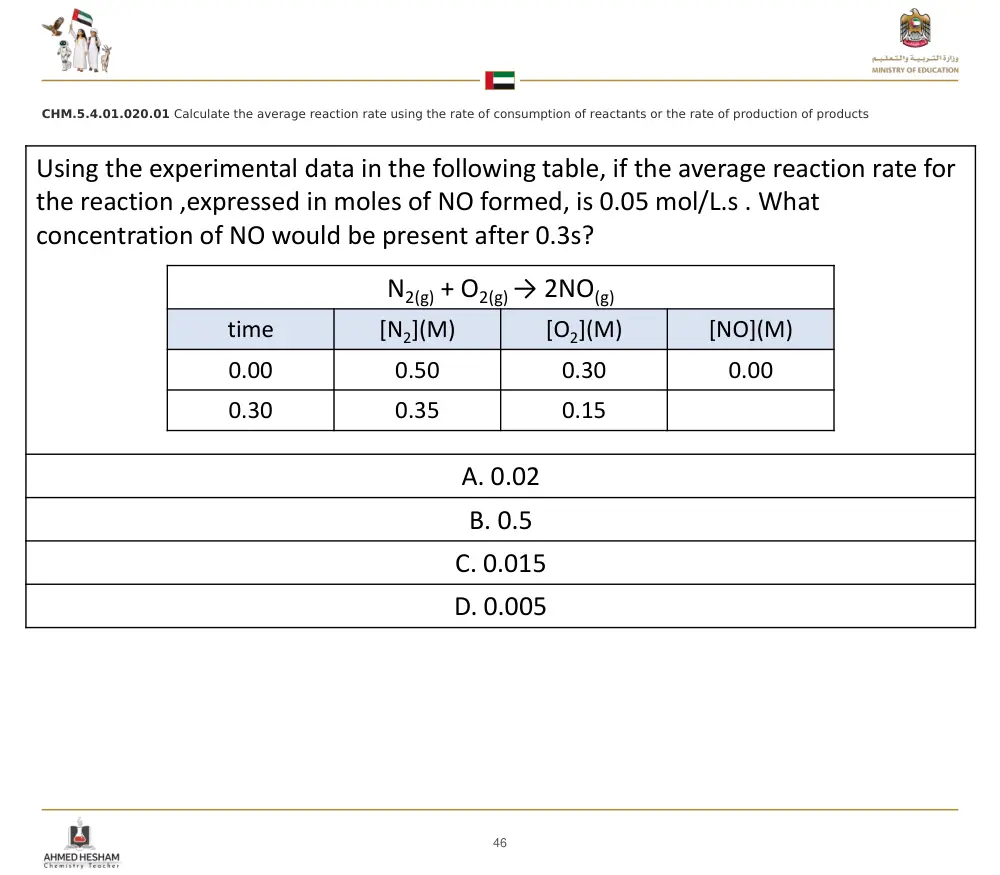 وزارة التربية والتعليم
MINISTRY OF EDUCATION
CHM.5.4.01.020.01 Calculate the average reaction rate using the rate of consumption of reactants or the rate of production of products
Using the experimental data in the following table, if the average reaction rate for
the reaction ,expressed in moles of NO formed, is 0.05 mol/L.s . What
concentration of NO would be present after 0.3s?
N₂(g) + O₂(g) → 2NO(g)
time [N₂](M) [O₂](M) [NO](M)
0.00 0.50 0.30 0.00
0.30 0.35 0.15
A. 0.02
B. 0.5
C. 0.015
D. 0.005
AHMED HESHAM
Chemistry Teacher
46